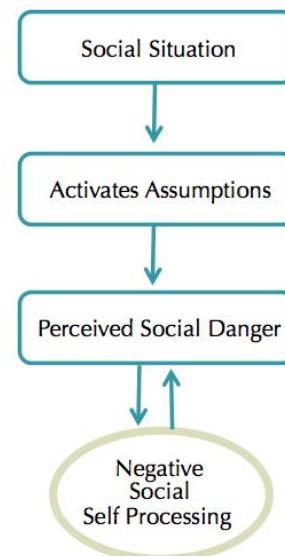 Social Situation
Activates Assumptions
Perceived Social Danger
Negative
Social
Self Processing